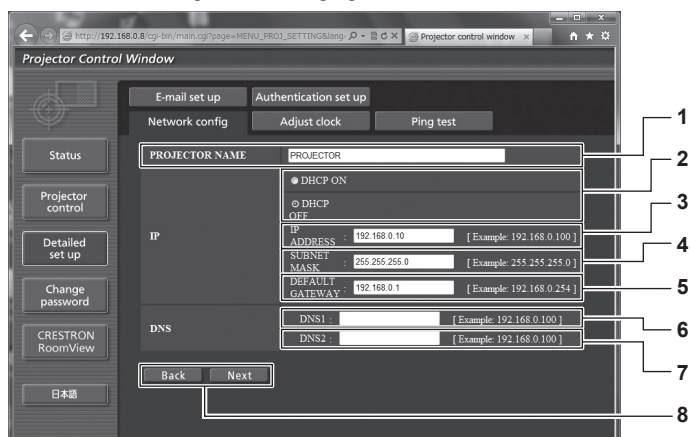 http://192.168.0.8/cgi-bin/main.cgi?page=MENU_PROJ_SETTING&lang=
Projector control window
Projector Control Window
E-mail set up
Authentication set up
Network config
Adjust clock
Ping test
Status
Projector control
Detailed set up
Change password
CRESTRON RoomView
日本語
PROJECTOR NAME
PROJECTOR
IP
DHCP ON
DHCP OFF
IP ADDRESS : 192.168.0.10 [ Example: 192.168.0.100 ]
SUBNET MASK : 255.255.255.0 [ Example: 255.255.255.0 ]
DEFAULT GATEWAY : 192.168.0.1 [ Example: 192.168.0.254 ]
DNS
DNS1 : [ Example: 192.168.0.100 ]
DNS2 : [ Example: 192.168.0.100 ]
Back
Next
1
2
3
4
5
6
7
8